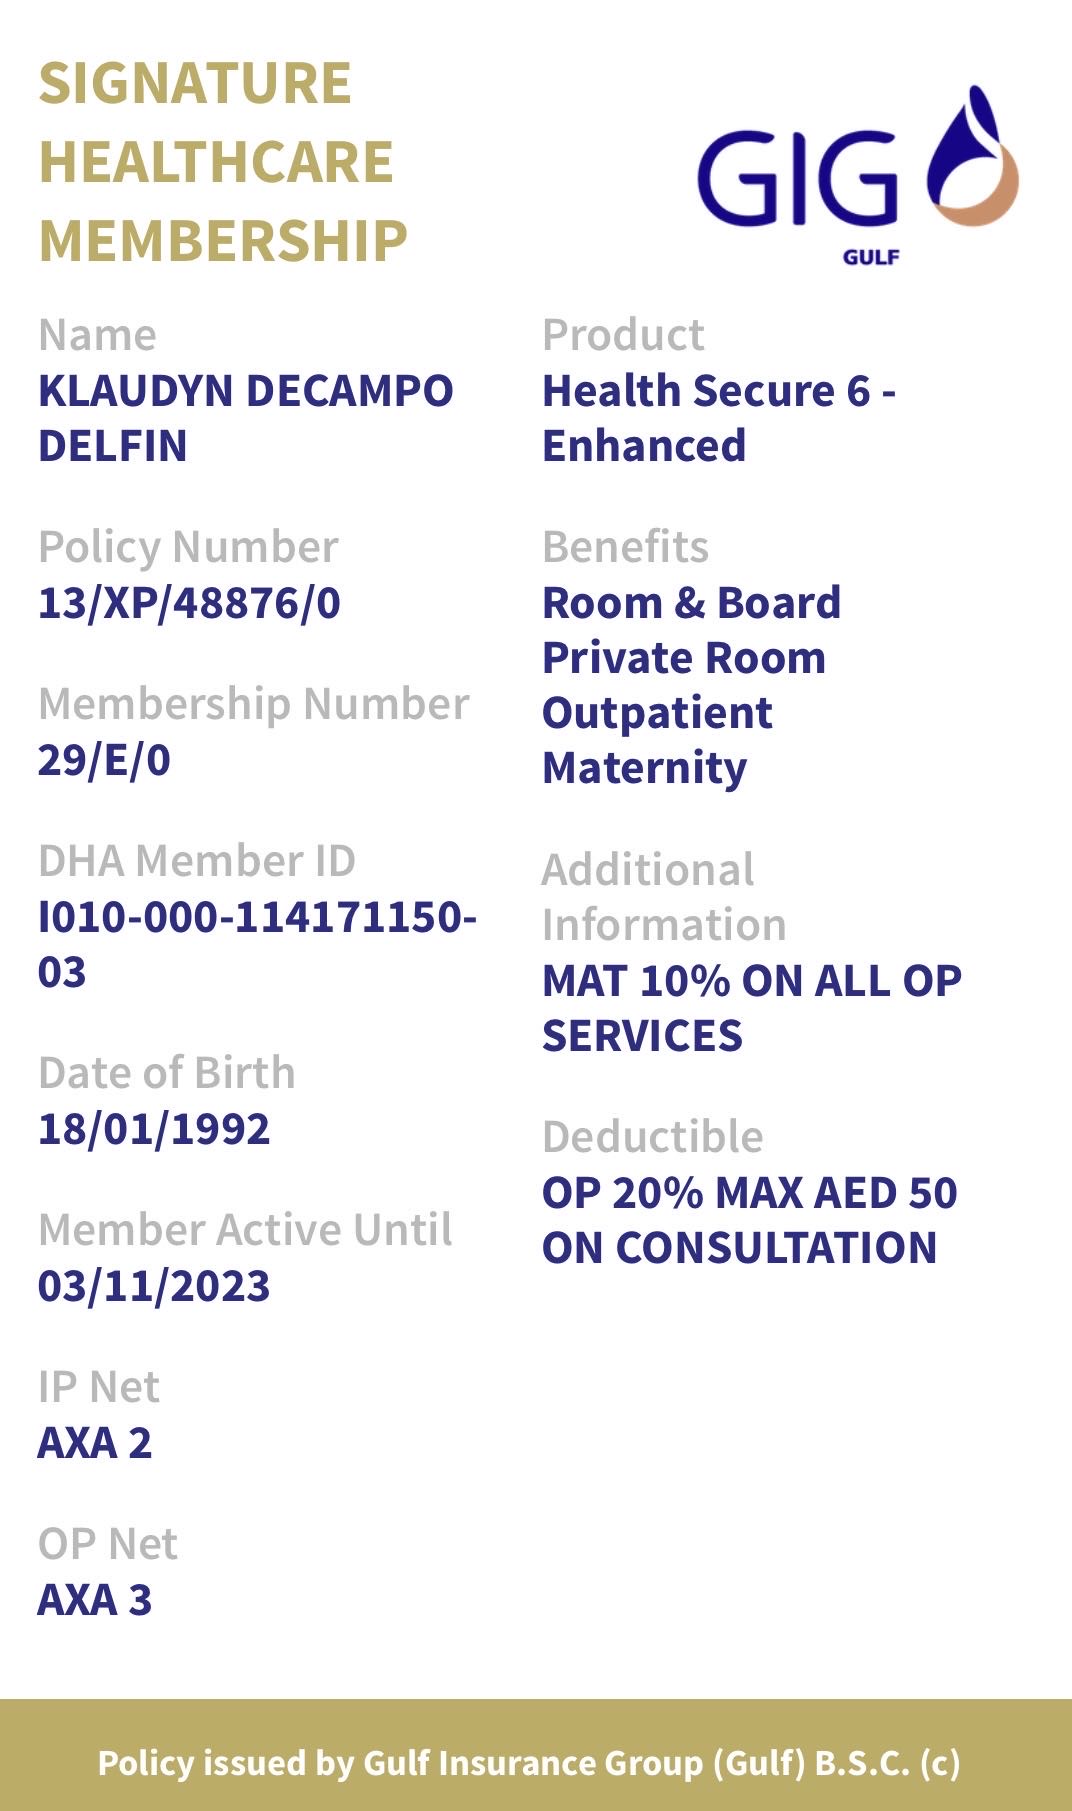 SIGNATURE
HEALTHCARE
MEMBERSHIP
GIG
GULF
Name
KLAUDYN DECAMPO
DELFIN
Policy Number
13/XP/48876/0
Membership Number
29/E/0
DHA Member ID
I010-000-114171150-
03
Date of Birth
18/01/1992
Member Active Until
03/11/2023
IP Net
AXA 2
OP Net
AXA 3
Product
Health Secure 6 -
Enhanced
Benefits
Room & Board
Private Room
Outpatient
Maternity
Additional
Information
MAT 10% ON ALL OP
SERVICES
Deductible
OP 20% MAX AED 50
ON CONSULTATION
Policy issued by Gulf Insurance Group (Gulf) B.S.C. (c)